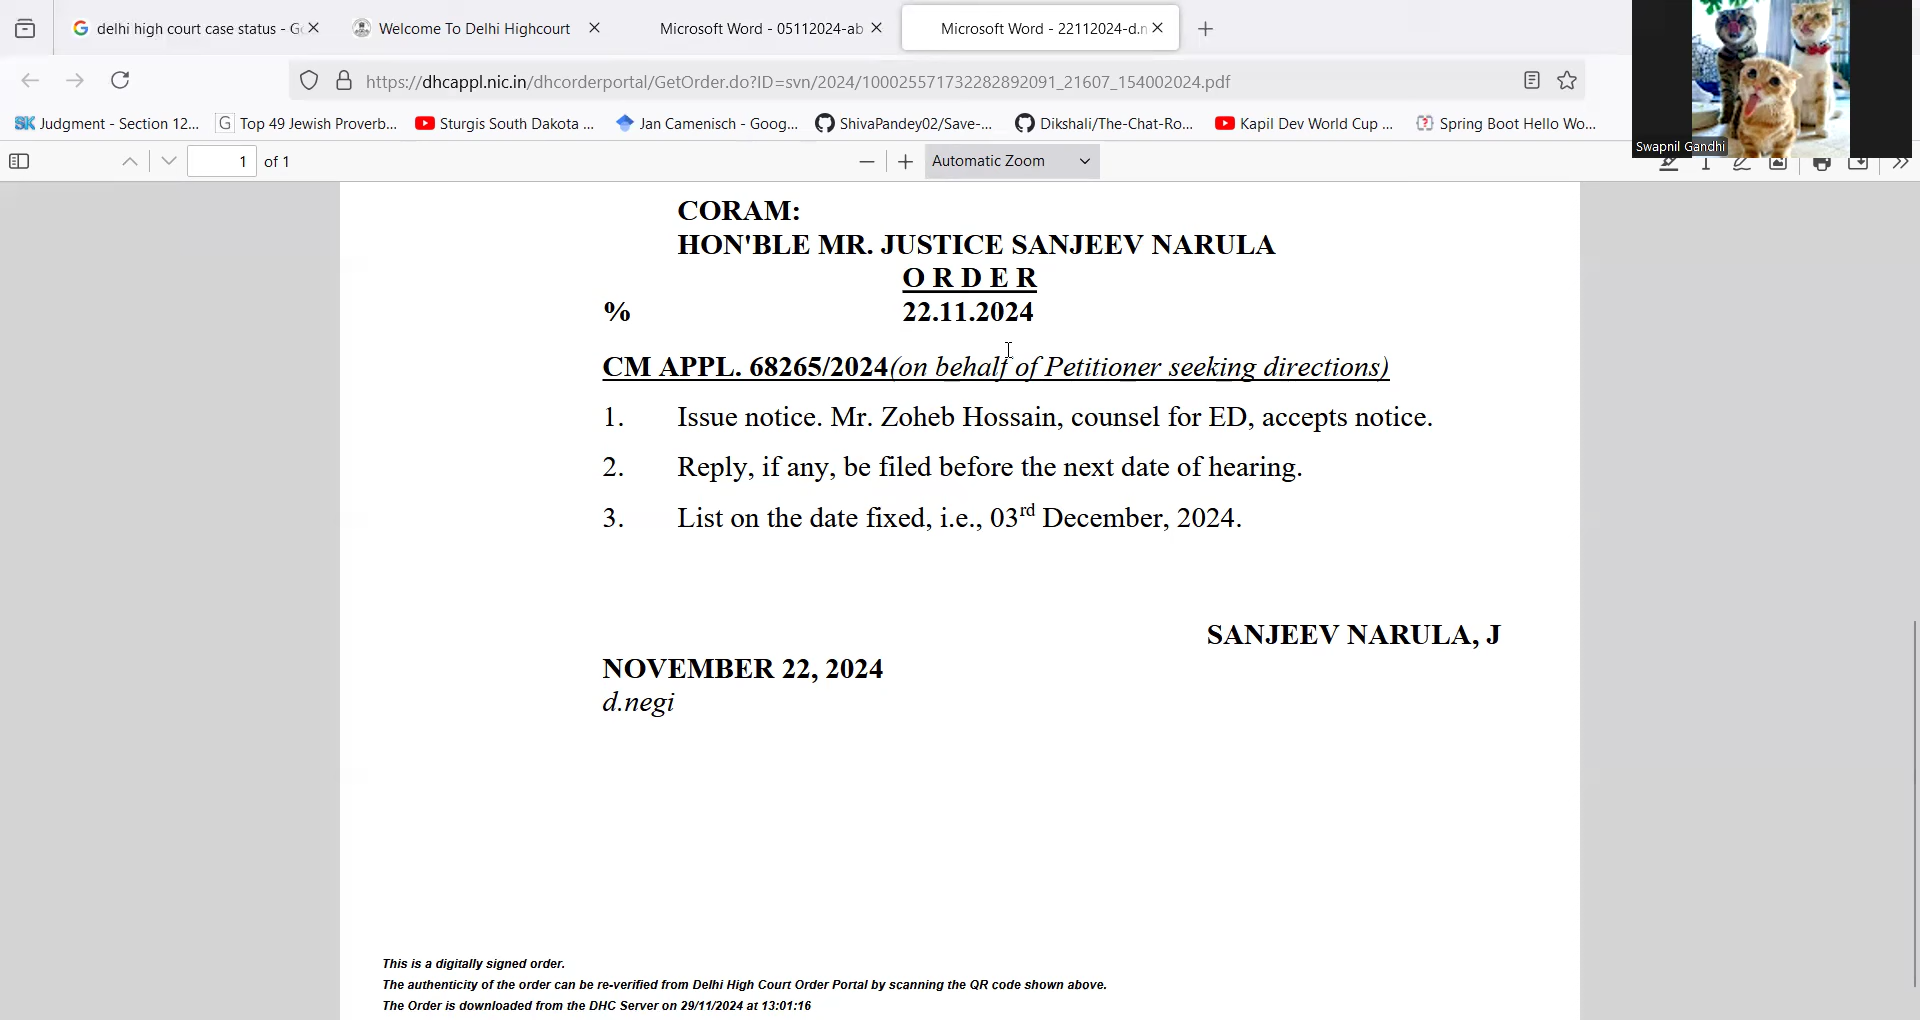 delhi high court case status - Go
Welcome To Delhi Highcourt
Microsoft Word - 05112024-ab
Microsoft Word - 22112024-d.n
https://dhcappl.nic.in/dhcorderportal/GetOrder.do?ID=svn/2024/100025571732282892091_21607_154002024.pdf
Judgment - Section 12...
Top 49 Jewish Proverb...
Sturgis South Dakota ...
Jan Camenisch - Goog...
ShivaPandey02/Save-...
Dikshali/The-Chat-Ro...
Kapil Dev World Cup ...
Spring Boot Hello Wo...
Swapnil Gandhi
1 of 1
Automatic Zoom
CORAM:
HON'BLE MR. JUSTICE SANJEEV NARULA
O R D E R
% 22.11.2024
CM APPL. 68265/2024(on behalf of Petitioner seeking directions)
1. Issue notice. Mr. Zoheb Hossain, counsel for ED, accepts notice.
2. Reply, if any, be filed before the next date of hearing.
3. List on the date fixed, i.e., 03rd December, 2024.
SANJEEV NARULA, J
NOVEMBER 22, 2024
d.negi
This is a digitally signed order.
The authenticity of the order can be re-verified from Delhi High Court Order Portal by scanning the QR code shown above.
The Order is downloaded from the DHC Server on 29/11/2024 at 13:01:16